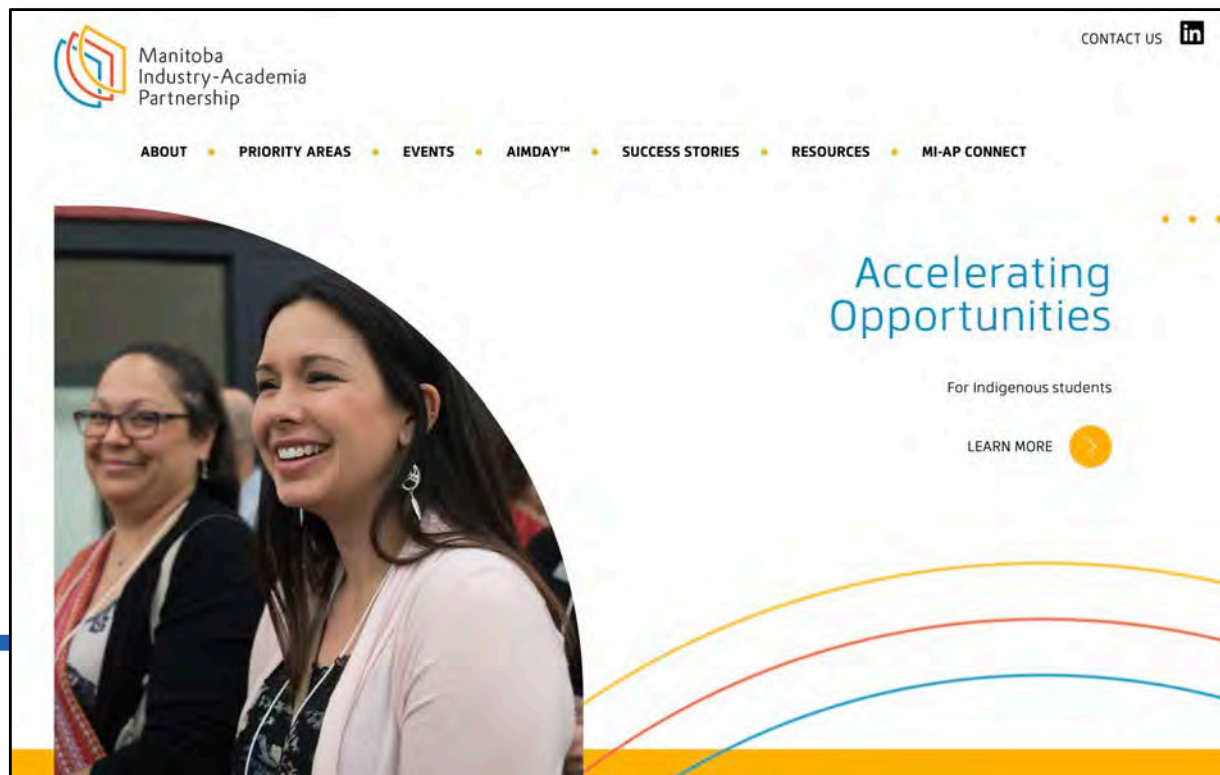 CONTACT US in
Manitoba
Industry-Academia
Partnership
ABOUT • PRIORITY AREAS • EVENTS • AIMDAY™ • SUCCESS STORIES • RESOURCES • MI-AP CONNECT
Accelerating
Opportunities
For Indigenous students
LEARN MORE